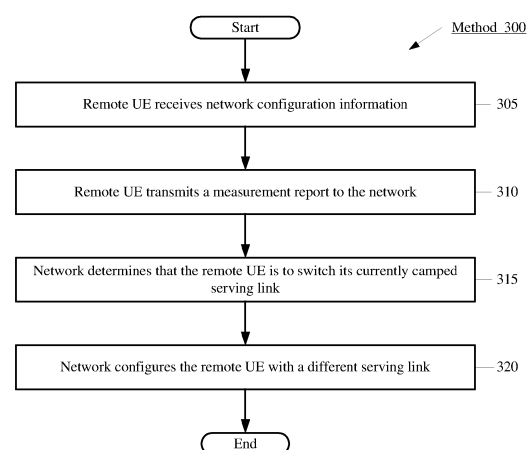 Start
Method 300
Remote UE receives network configuration information
305
Remote UE transmits a measurement report to the network
310
Network determines that the remote UE is to switch its currently camped
serving link
315
Network configures the remote UE with a different serving link
320
End